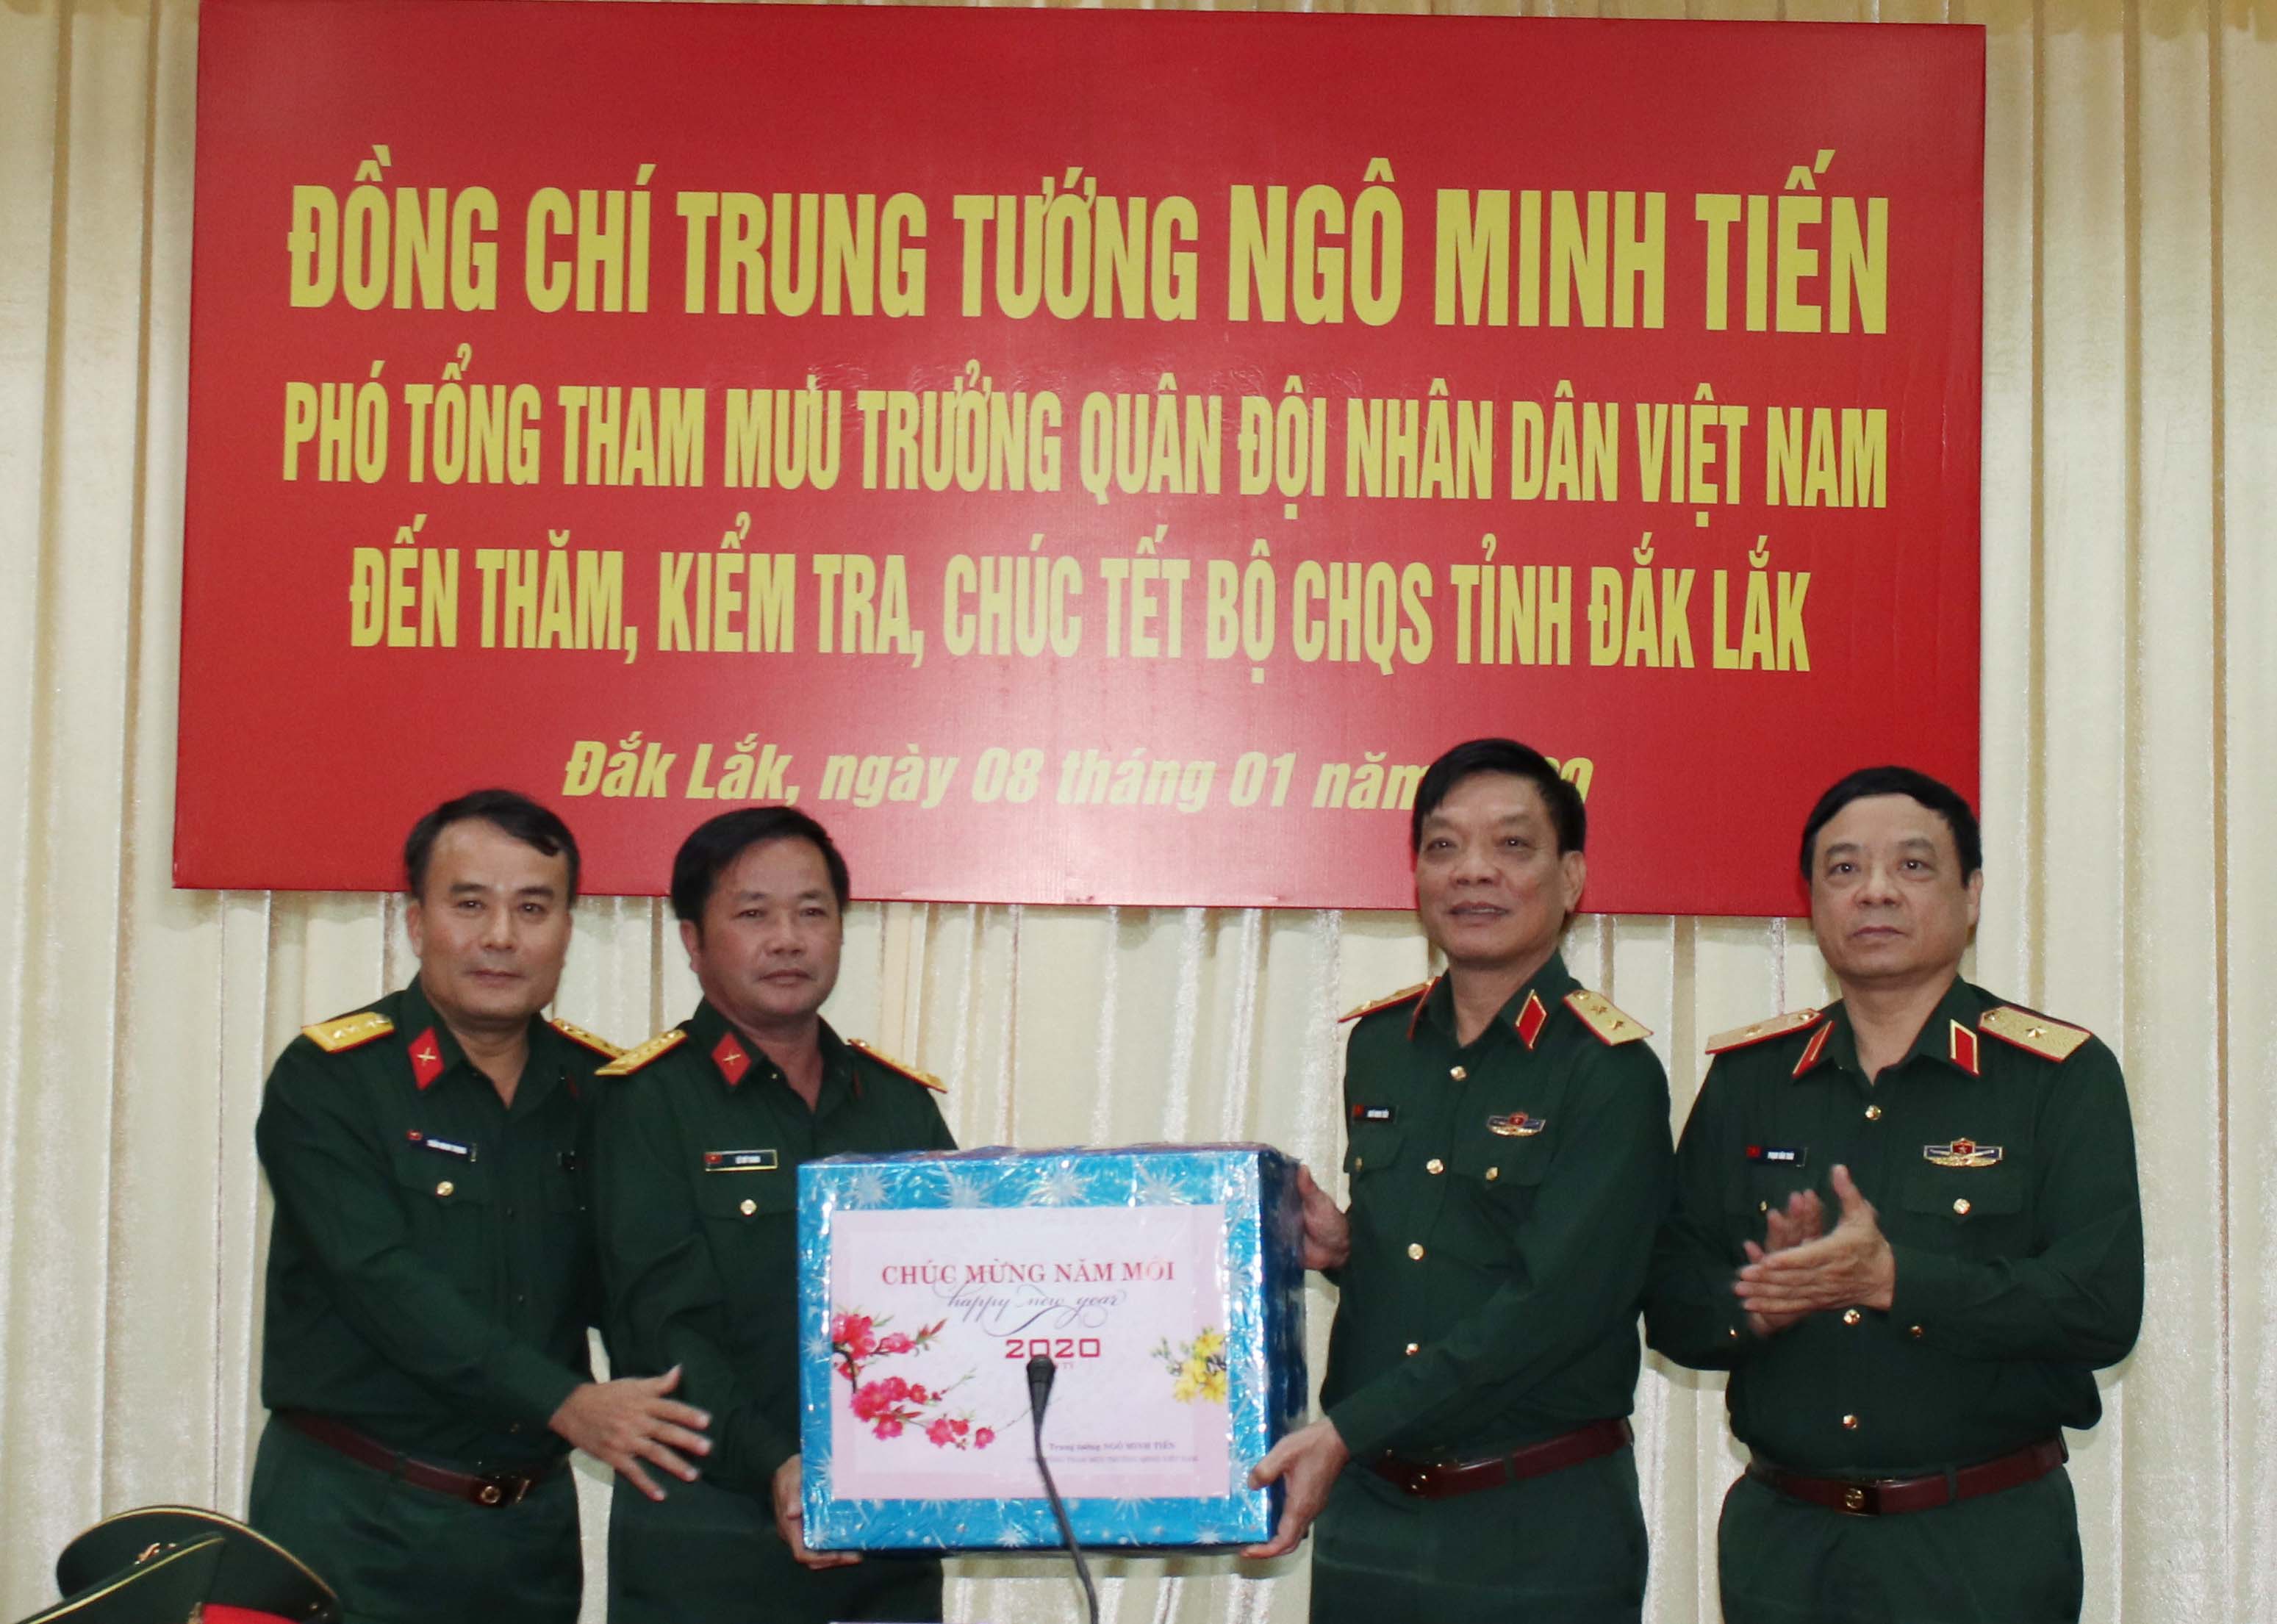 ĐỒNG CHÍ TRUNG TƯỚNG NGÔ MINH TIẾN
PHÓ TỔNG THAM MƯU TRƯỞNG QUÂN ĐỘI NHÂN DÂN VIỆT NAM
ĐẾN THĂM, KIỂM TRA, CHÚC TẾT BỘ CHQS TỈNH ĐẮK LẮK
Đắk Lắk, ngày 08 tháng 01 năm
CHÚC MỪNG NĂM MỚI
happy new year
2020
Trung tướng NGÔ MINH TIẾN